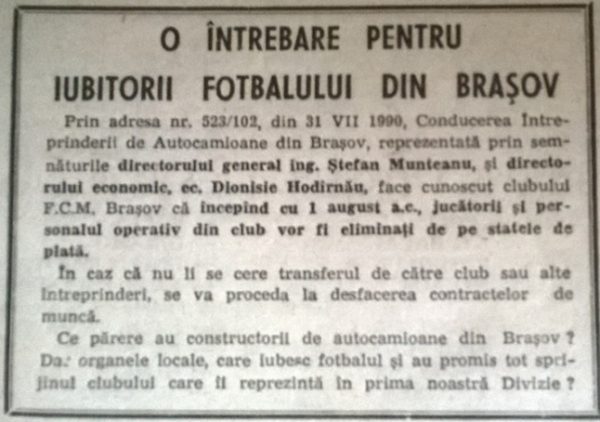 O ÎNTREBARE PENTRU
IUBITORII FOTBALULUI DIN BRAȘOV
Prin adresa nr. 523/102, din 31 VII 1990, Conducerea Între-
prinderii de Autocamioane din Brașov, reprezentată prin sem-
năturile directorului general ing. Ștefan Munteanu, și directo-
rului economic, ec. Dionisie Hodirnău, face cunoscut clubului
F.C.M. Brașov că începînd cu 1 august a.c., jucătorii și per-
sonalul operativ din club vor fi eliminați de pe statele de
plată.
În caz că nu li se cere transferul de către club sau alte
întreprinderi, se va proceda la desfacerea contractelor de
muncă.
Ce părere au constructorii de autocamioane din Brașov ?
Dar organele locale, care iubesc fotbalul și au promis tot spri-
jinul clubului care îi reprezintă în prima noastră Divizie ?